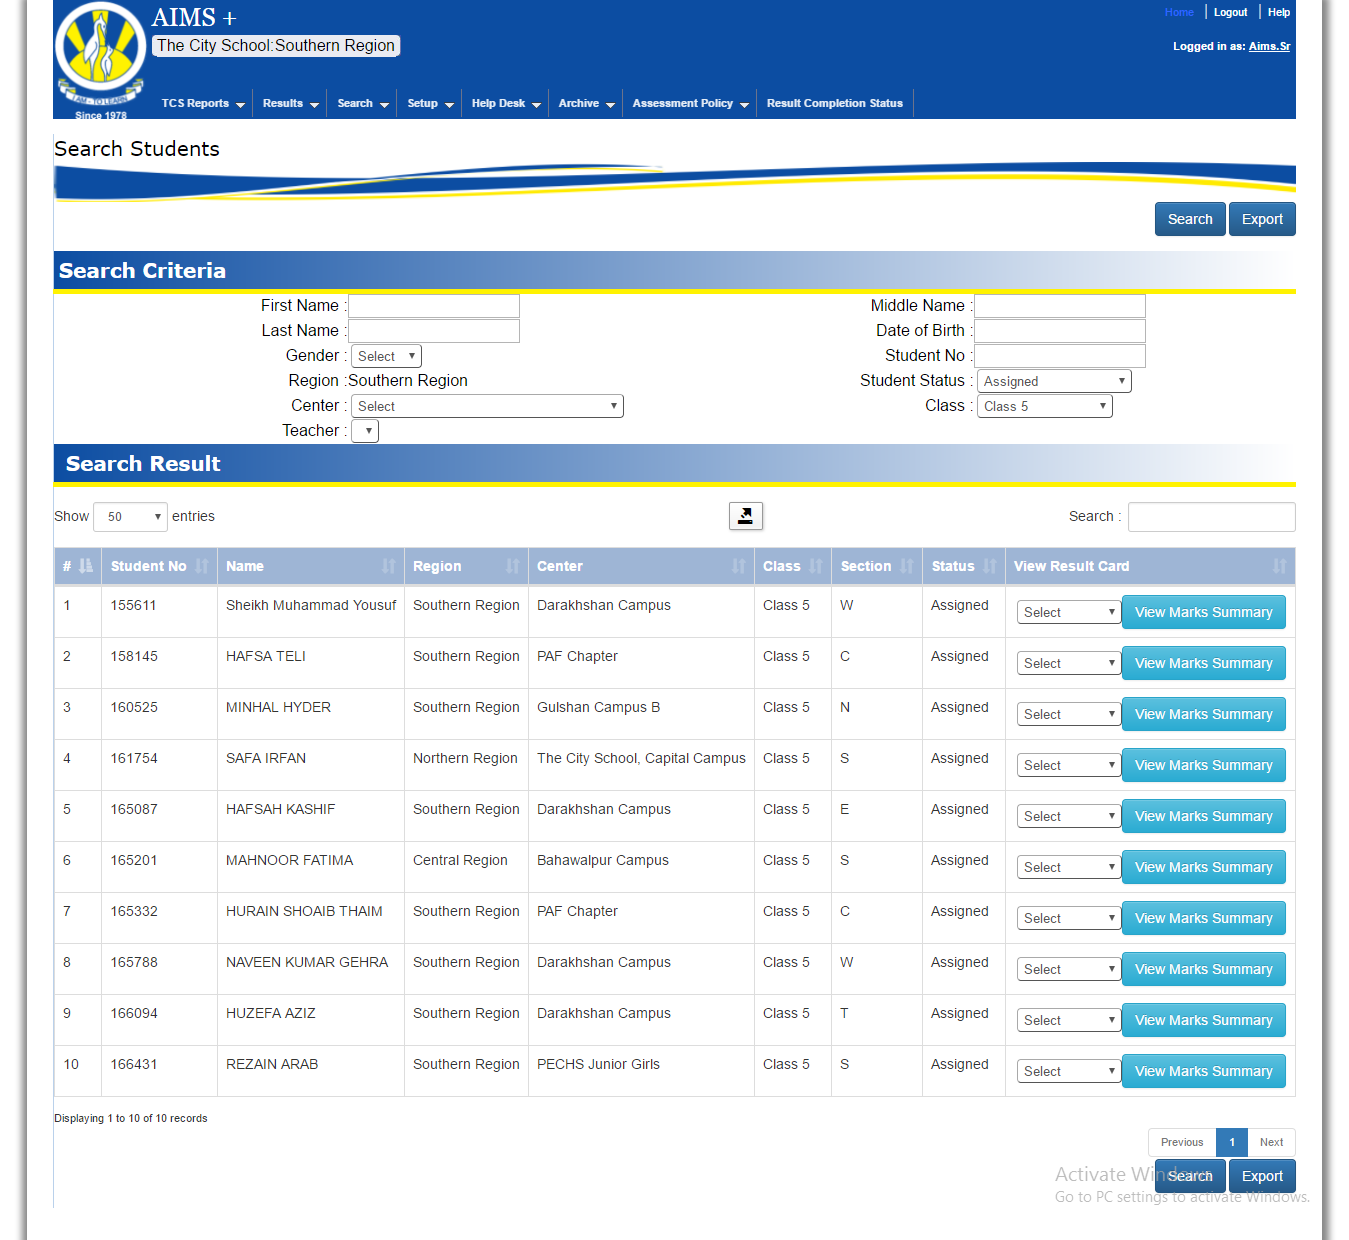 AIMS +
The City School:Southern Region
Home | Logout | Help
Logged in as: Aims.Sr
I AM - TO LEARN
Since 1978
TCS Reports Results Search Setup Help Desk Archive Assessment Policy Result Completion Status
Search Students
Search Export
Search Criteria
First Name : Middle Name :
Last Name : Date of Birth :
Gender : Select Student No :
Region :Southern Region Student Status : Assigned
Center : Select Class : Class 5
Teacher :
Search Result
Show 50 entries Search :
# Student No Name Region Center Class Section Status View Result Card
1 155611 Sheikh Muhammad Yousuf Southern Region Darakhshan Campus Class 5 W Assigned Select View Marks Summary
2 158145 HAFSA TELI Southern Region PAF Chapter Class 5 C Assigned Select View Marks Summary
3 160525 MINHAL HYDER Southern Region Gulshan Campus B Class 5 N Assigned Select View Marks Summary
4 161754 SAFA IRFAN Northern Region The City School, Capital Campus Class 5 S Assigned Select View Marks Summary
5 165087 HAFSAH KASHIF Southern Region Darakhshan Campus Class 5 E Assigned Select View Marks Summary
6 165201 MAHNOOR FATIMA Central Region Bahawalpur Campus Class 5 S Assigned Select View Marks Summary
7 165332 HURAIN SHOAIB THAIM Southern Region PAF Chapter Class 5 C Assigned Select View Marks Summary
8 165788 NAVEEN KUMAR GEHRA Southern Region Darakhshan Campus Class 5 W Assigned Select View Marks Summary
9 166094 HUZEFA AZIZ Southern Region Darakhshan Campus Class 5 T Assigned Select View Marks Summary
10 166431 REZAIN ARAB Southern Region PECHS Junior Girls Class 5 S Assigned Select View Marks Summary
Displaying 1 to 10 of 10 records
Previous 1 Next
Search Export
Activate Windows
Go to PC settings to activate Windows.